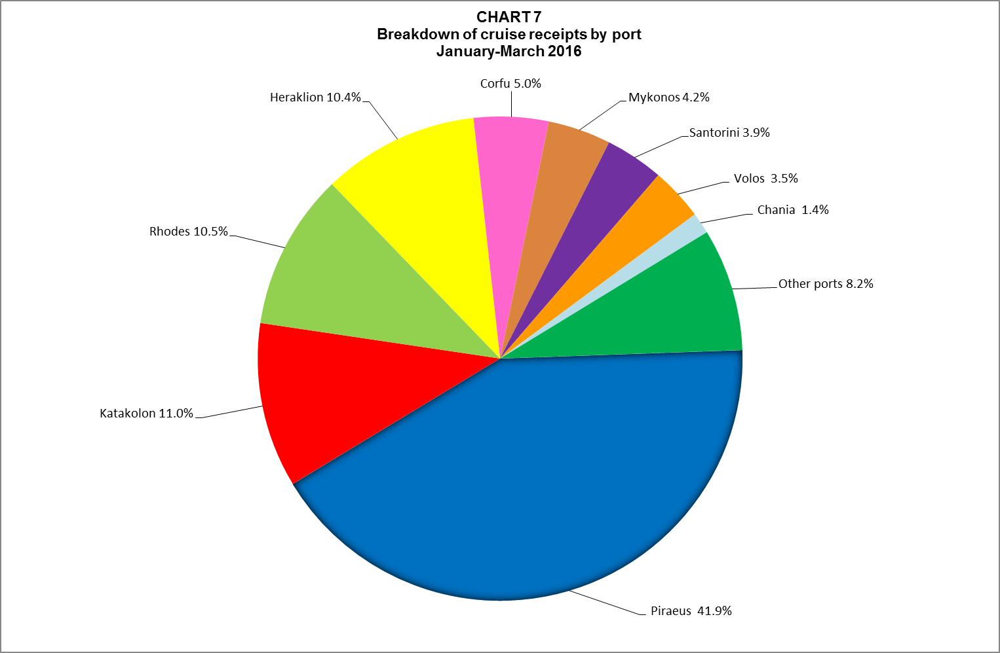 CHART 7
Breakdown of cruise receipts by port
January-March 2016
Corfu 5.0%
Heraklion 10.4%
Mykonos 4.2%
Santorini 3.9%
Volos  3.5%
Chania  1.4%
Rhodes 10.5%
Other ports 8.2%
Katakolon 11.0%
Piraeus  41.9%